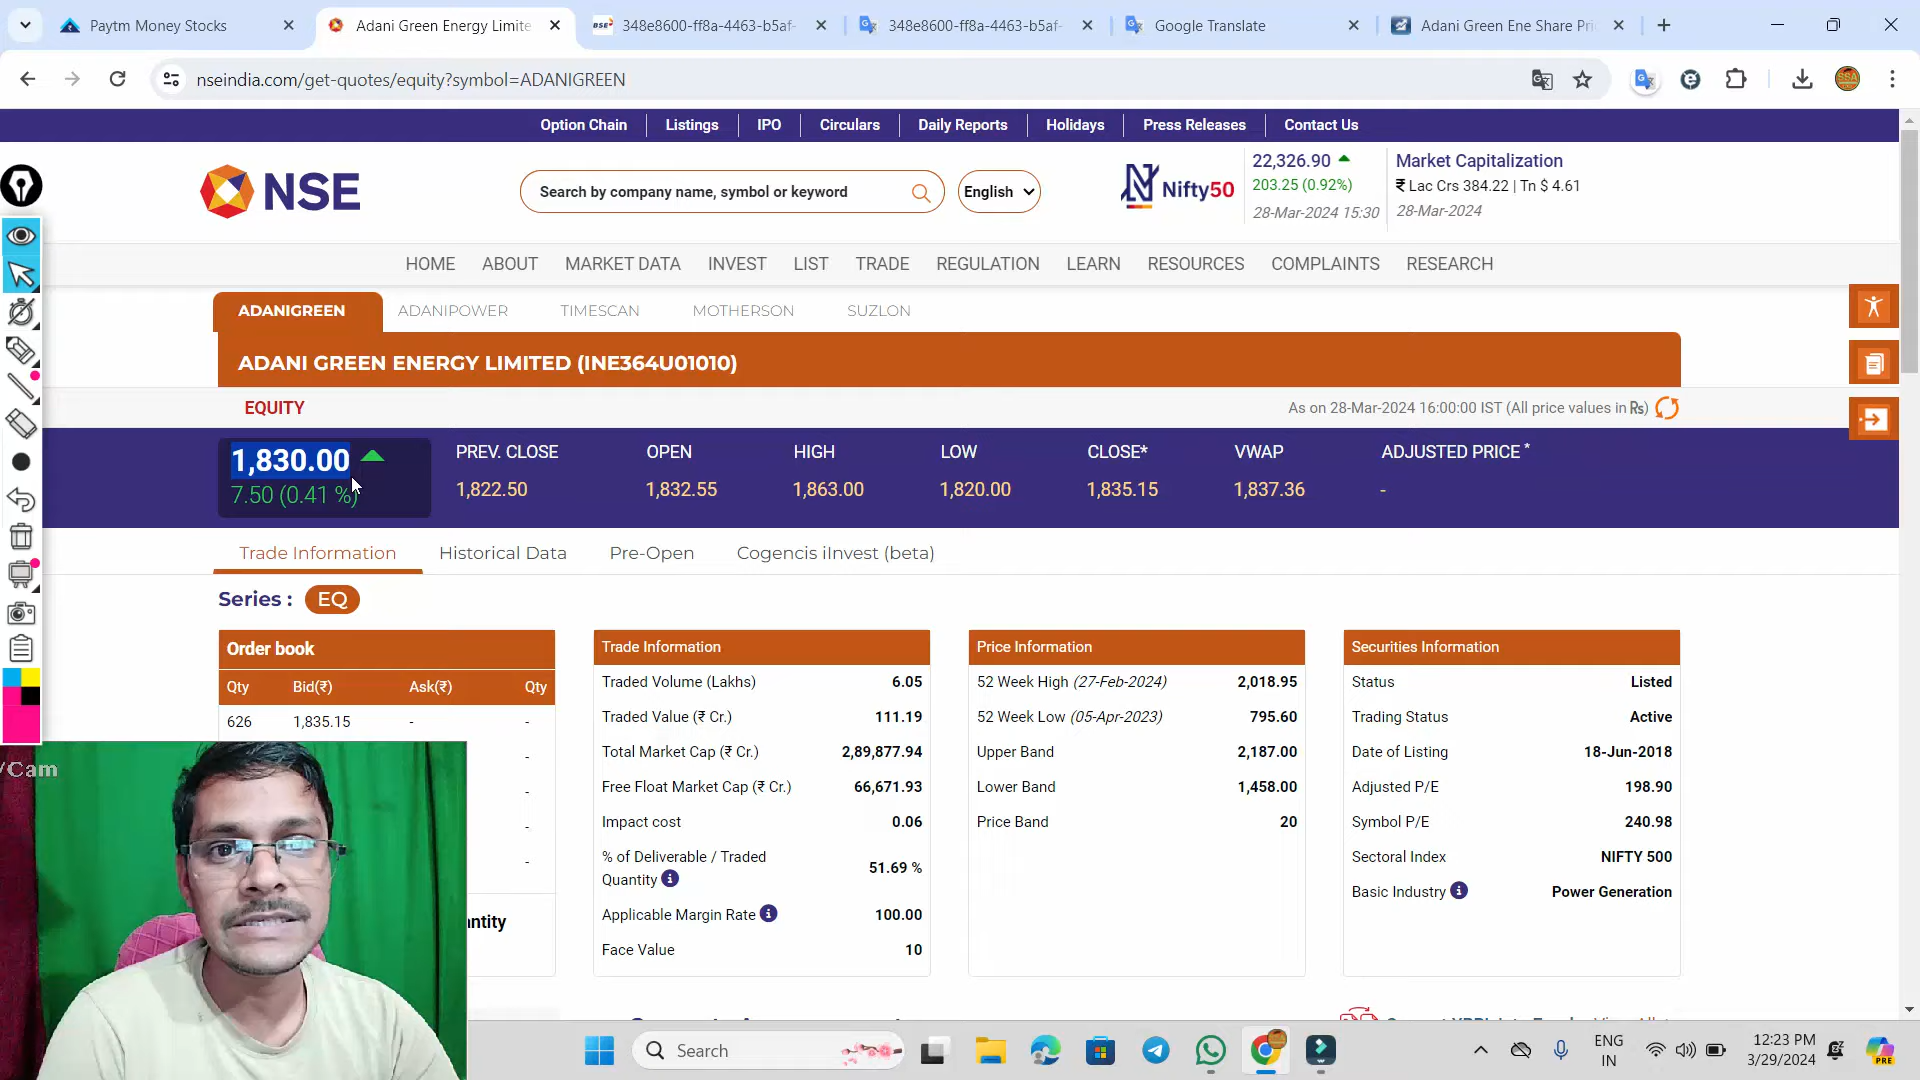 Paytm Money Stocks
Adani Green Energy Limite
BSE
348e8600-ff8a-4463-b5af-
348e8600-ff8a-4463-b5af-
Google Translate
Adani Green Ene Share Pri
nseindia.com/get-quotes/equity?symbol=ADANIGREEN
SSA
Option Chain
Listings
IPO
Circulars
Daily Reports
Holidays
Press Releases
Contact Us
NSE
Search by company name, symbol or keyword
English
Nifty50
22,326.90
203.25 (0.92%)
28-Mar-2024 15:30
Market Capitalization
₹ Lac Crs 384.22 | Tn $ 4.61
28-Mar-2024
HOME ABOUT MARKET DATA INVEST LIST TRADE REGULATION LEARN RESOURCES COMPLAINTS RESEARCH
ADANIGREEN ADANIPOWER TIMESCAN MOTHERSON SUZLON
ADANI GREEN ENERGY LIMITED (INE364U01010)
EQUITY
As on 28-Mar-2024 16:00:00 IST (All price values in Rs)
1,830.00
7.50 (0.41 %)
PREV. CLOSE OPEN HIGH LOW CLOSE* VWAP ADJUSTED PRICE *
1,822.50 1,832.55 1,863.00 1,820.00 1,835.15 1,837.36 -
Trade Information Historical Data Pre-Open Cogencis iInvest (beta)
Series : EQ
Order book
Qty Bid(₹) Ask(₹) Qty
626 1,835.15 - -
-
-
-
-
ntity
Trade Information
Traded Volume (Lakhs) 6.05
Traded Value (₹ Cr.) 111.19
Total Market Cap (₹ Cr.) 2,89,877.94
Free Float Market Cap (₹ Cr.) 66,671.93
Impact cost 0.06
% of Deliverable / Traded
Quantity 51.69 %
Applicable Margin Rate 100.00
Face Value 10
Price Information
52 Week High (27-Feb-2024) 2,018.95
52 Week Low (05-Apr-2023) 795.60
Upper Band 2,187.00
Lower Band 1,458.00
Price Band 20
Securities Information
Status Listed
Trading Status Active
Date of Listing 18-Jun-2018
Adjusted P/E 198.90
Symbol P/E 240.98
Sectoral Index NIFTY 500
Basic Industry Power Generation
/Cam
Search
ENG
IN
12:23 PM
3/29/2024
PRE